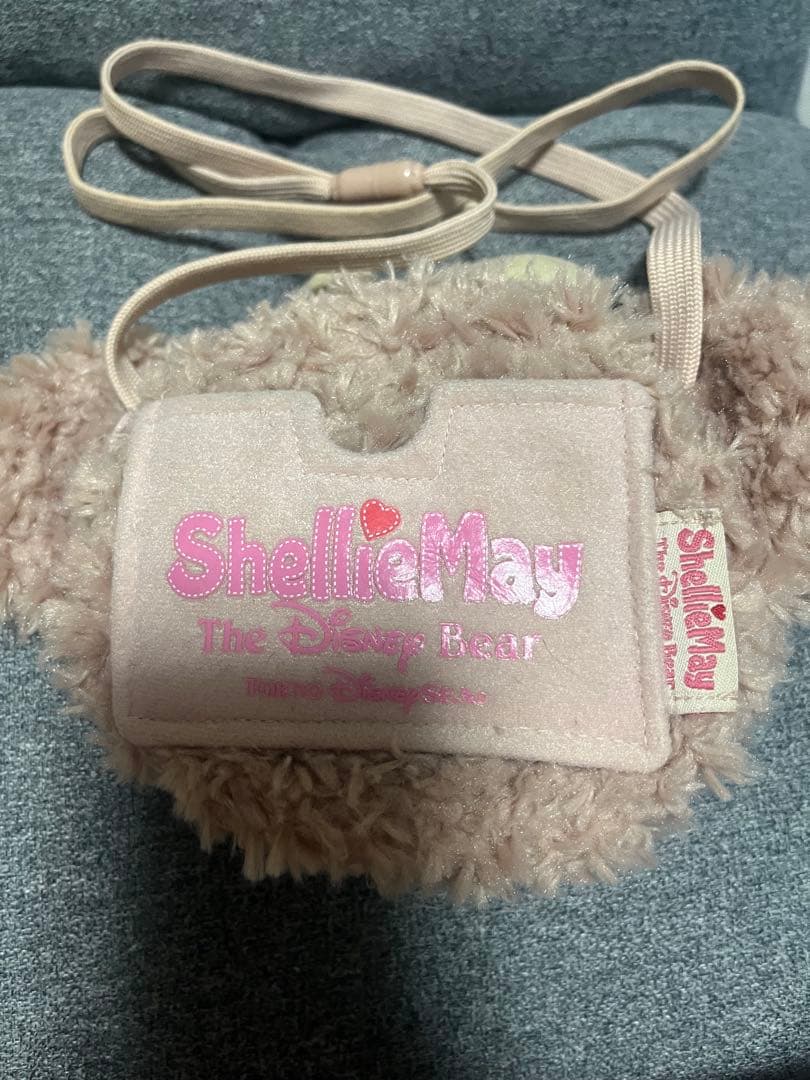 ShellieMay
The Disney Bear
TOKYO DisneySEA
ShellieMay
The Disney Bear